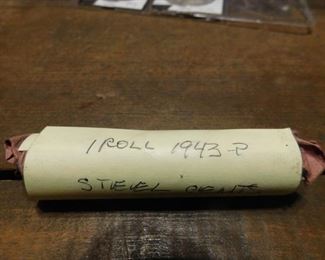 1 ROLL 1943-P
STEEL CENTS